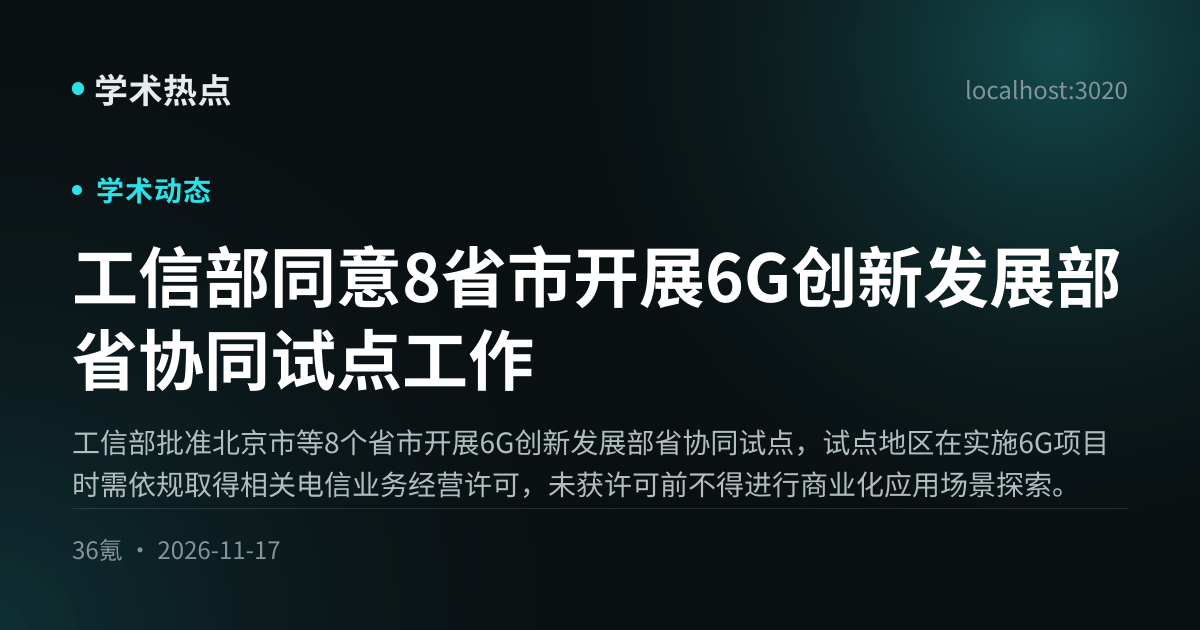 学术热点
localhost:3020
学术动态
工信部同意8省市开展6G创新发展部
省协同试点工作
工信部批准北京市等8个省市开展6G创新发展部省协同试点，试点地区在实施6G项目
时需依规取得相关电信业务经营许可，未获许可前不得进行商业化应用场景探索。
36氪 · 2026-11-17